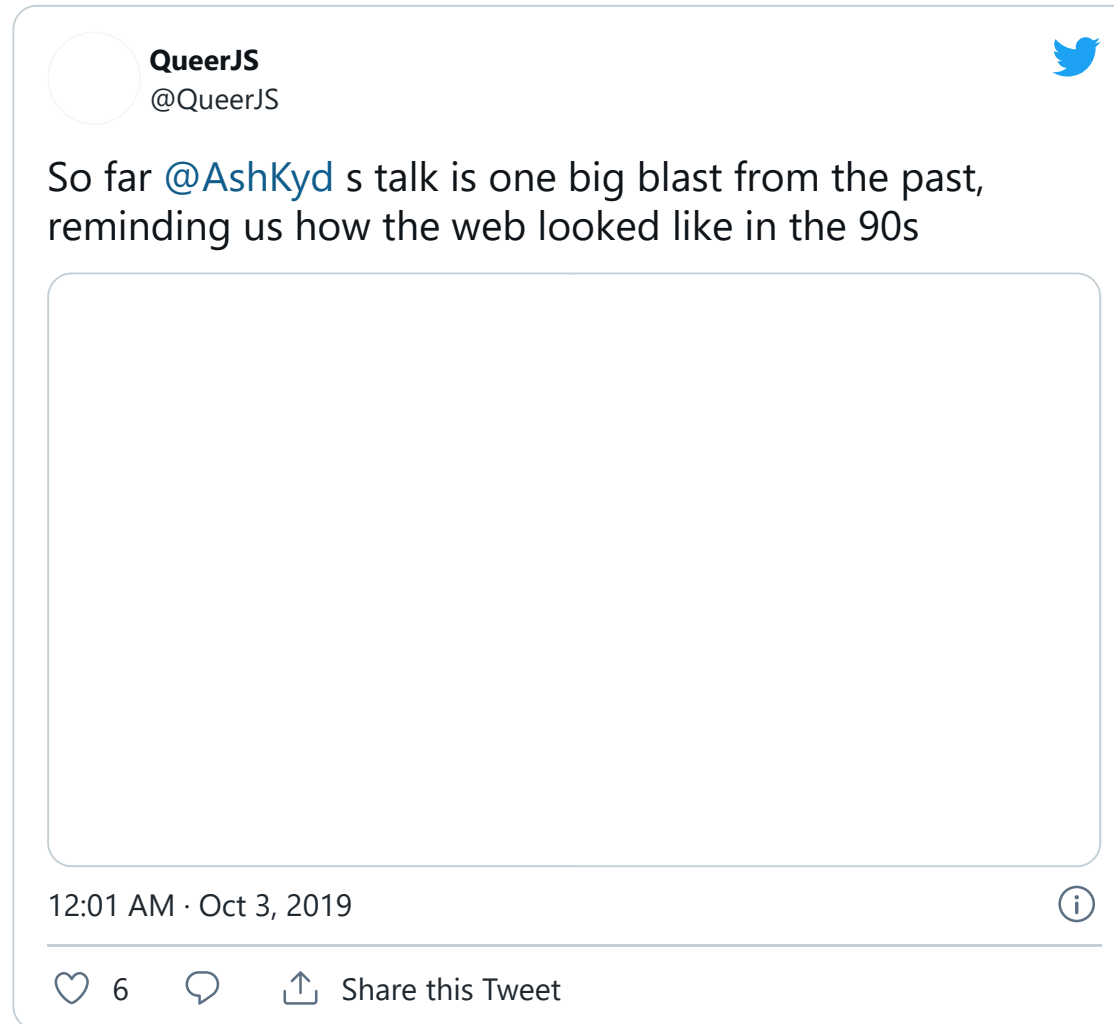 QueerJS
@QueerJS
So far @AshKyd s talk is one big blast from the past,
reminding us how the web looked like in the 90s
12:01 AM · Oct 3, 2019
6 Share this Tweet